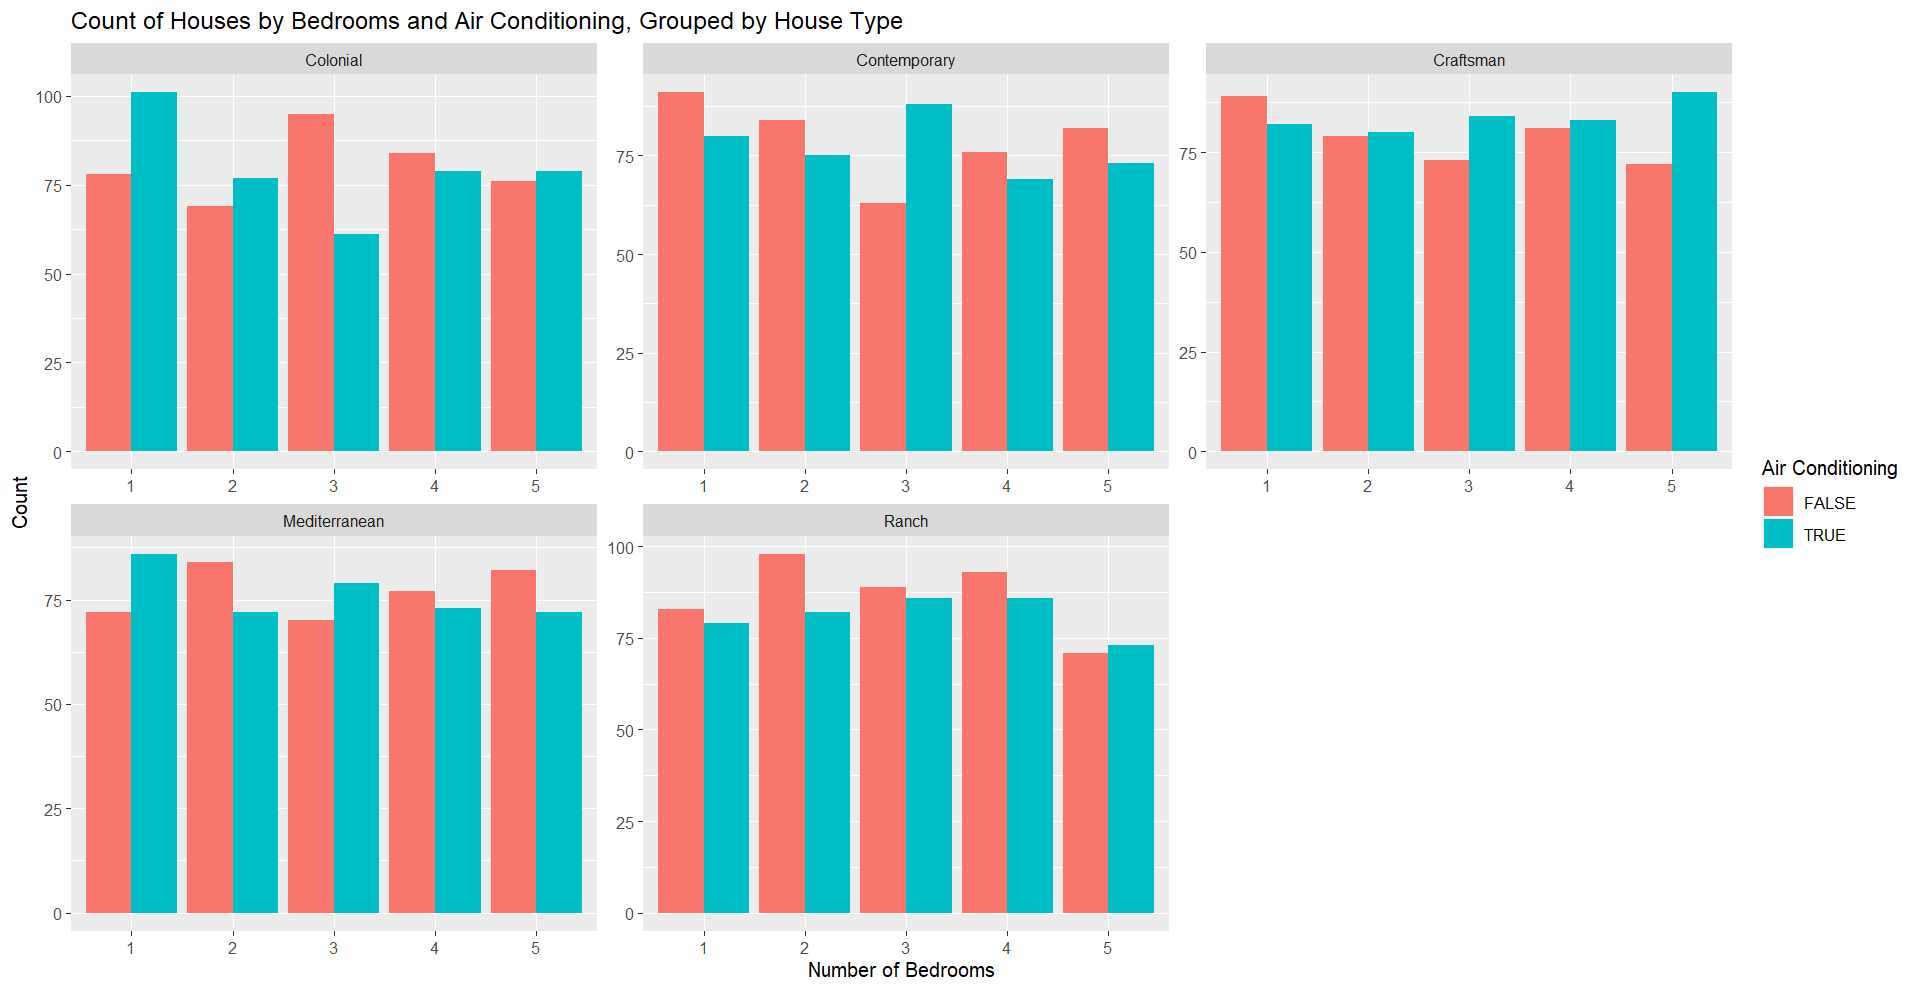 Count of Houses by Bedrooms and Air Conditioning, Grouped by House Type
Colonial
100
75
50
25
0
1 2 3 4 5
Contemporary
75
50
25
0
1 2 3 4 5
Craftsman
75
50
25
0
1 2 3 4 5
Mediterranean
75
50
25
0
1 2 3 4 5
Ranch
100
75
50
25
0
1 2 3 4 5
Count
Number of Bedrooms
Air Conditioning
FALSE
TRUE